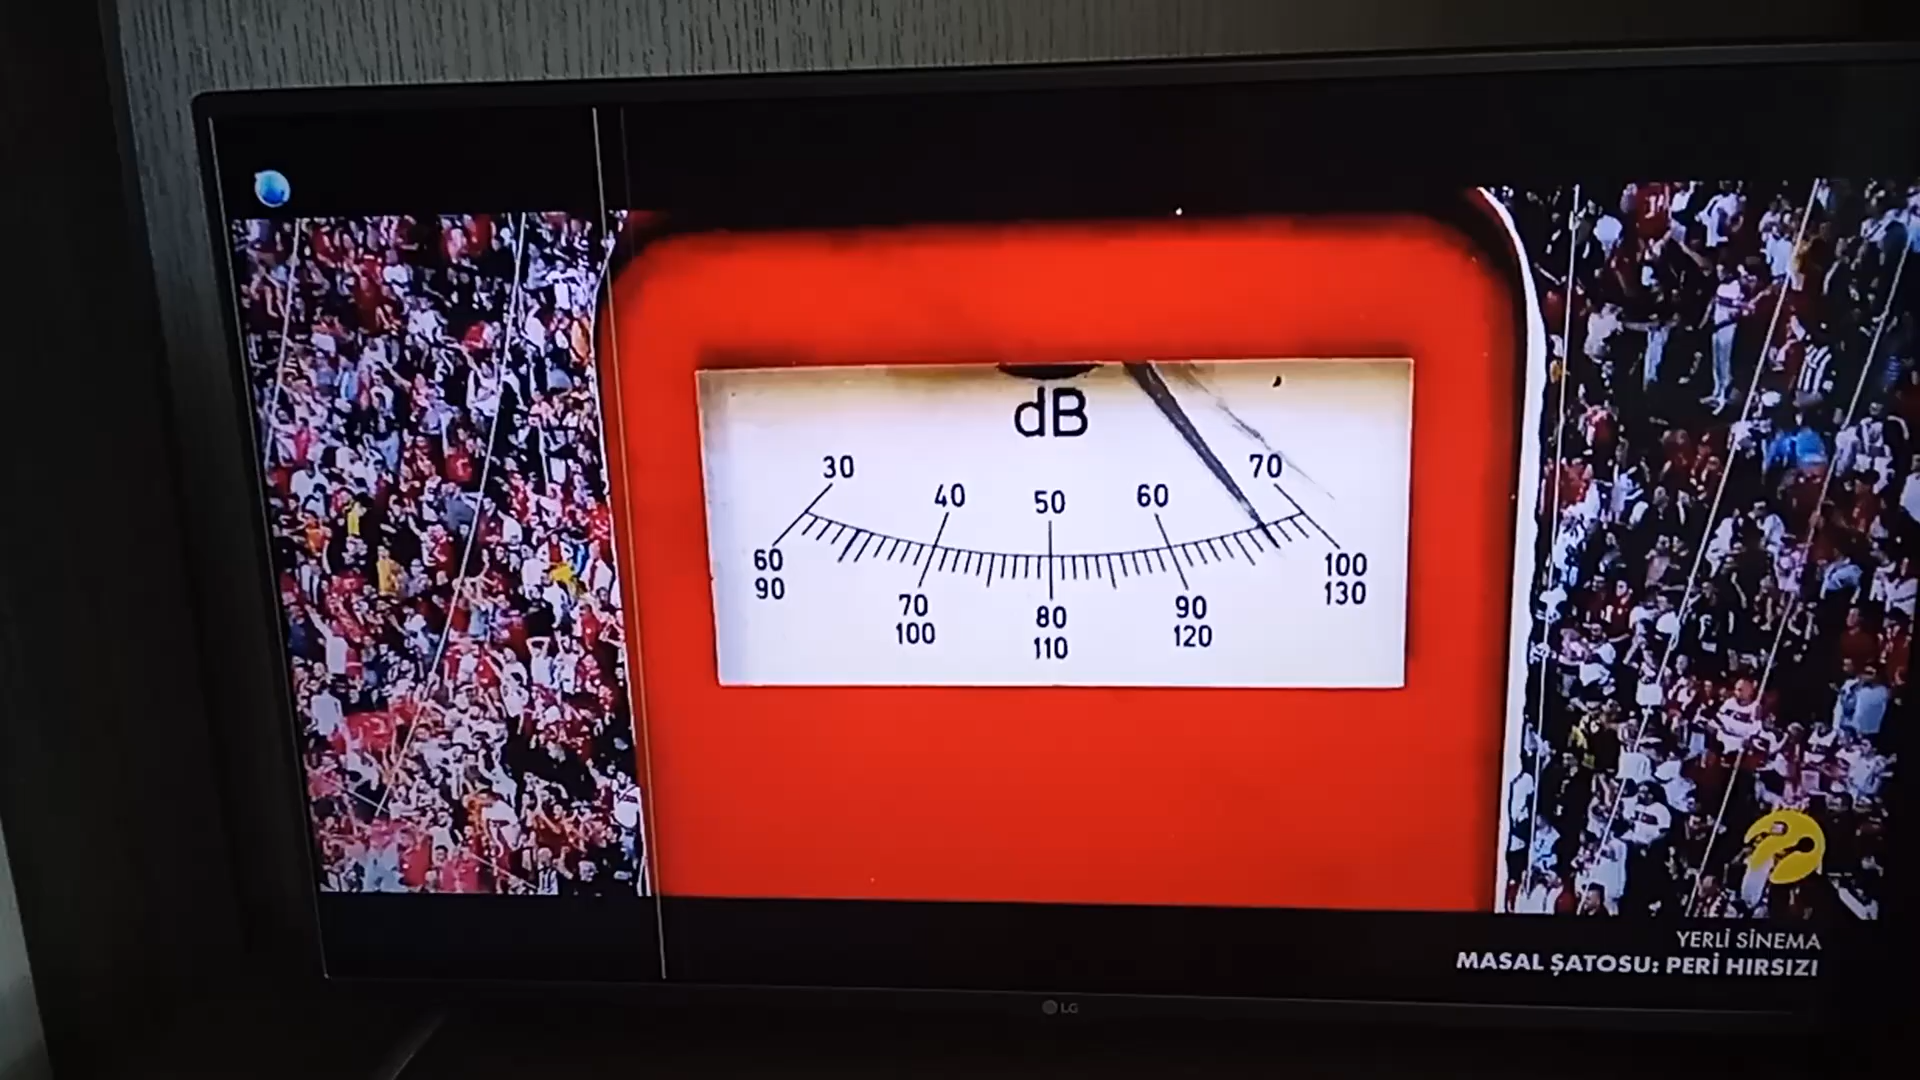 dB
30 40 50 60 70
60 70 80 90 100
90 100 110 120 130
YERLİ SİNEMA
MASAL ŞATOSU: PERİ HIRSIZI
LG